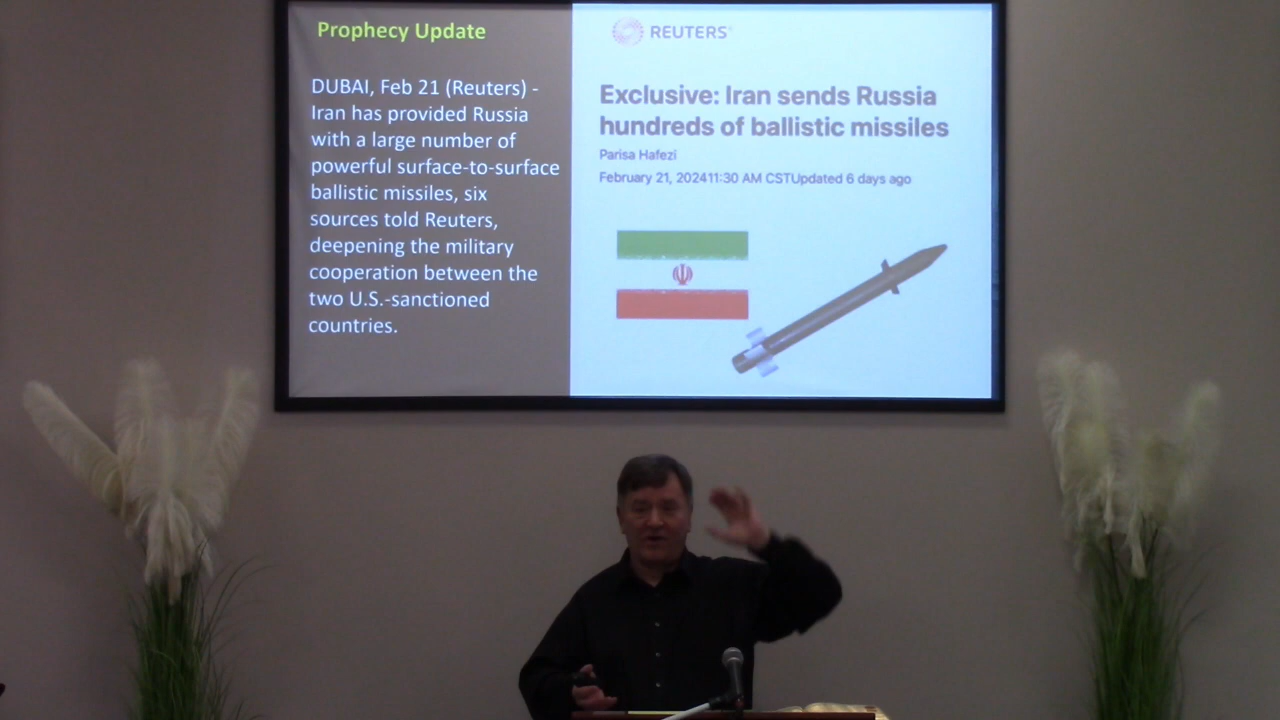 Prophecy Update
DUBAI, Feb 21 (Reuters) -
Iran has provided Russia
with a large number of
powerful surface-to-surface
ballistic missiles, six
sources told Reuters,
deepening the military
cooperation between the
two U.S.-sanctioned
countries.
REUTERS
Exclusive: Iran sends Russia
hundreds of ballistic missiles
Parisa Hafezi
February 21, 202411:30 AM CSTUpdated 6 days ago